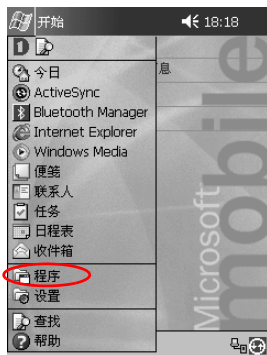 开始 18:18
息
今日
ActiveSync
Bluetooth Manager
Internet Explorer
Windows Media
便笺
联系人
任务
日程表
收件箱
程序
设置
查找
帮助
Microsoft
mobile